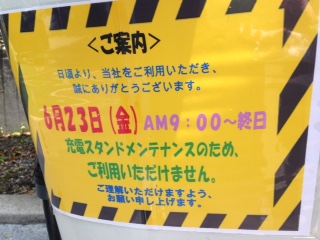 <ご案内>
日頃より、当社をご利用いただき、
誠にありがとうございます。
6月23日(金)AM9:00～終日
充電スタンドメンテナンスのため、
ご利用いただけません。
ご理解いただけますよう、
お願い申し上げます。